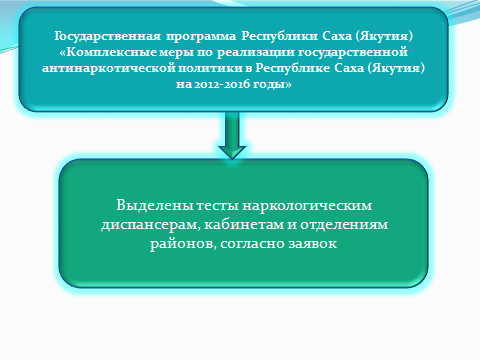 Государственная программа Республики Саха (Якутия)
«Комплексные меры по реализации государственной
антинаркотической политики в Республике Саха (Якутия)
на 2012-2016 годы»
Выделены тесты наркологическим
диспансерам, кабинетам и отделениям
районов, согласно заявок